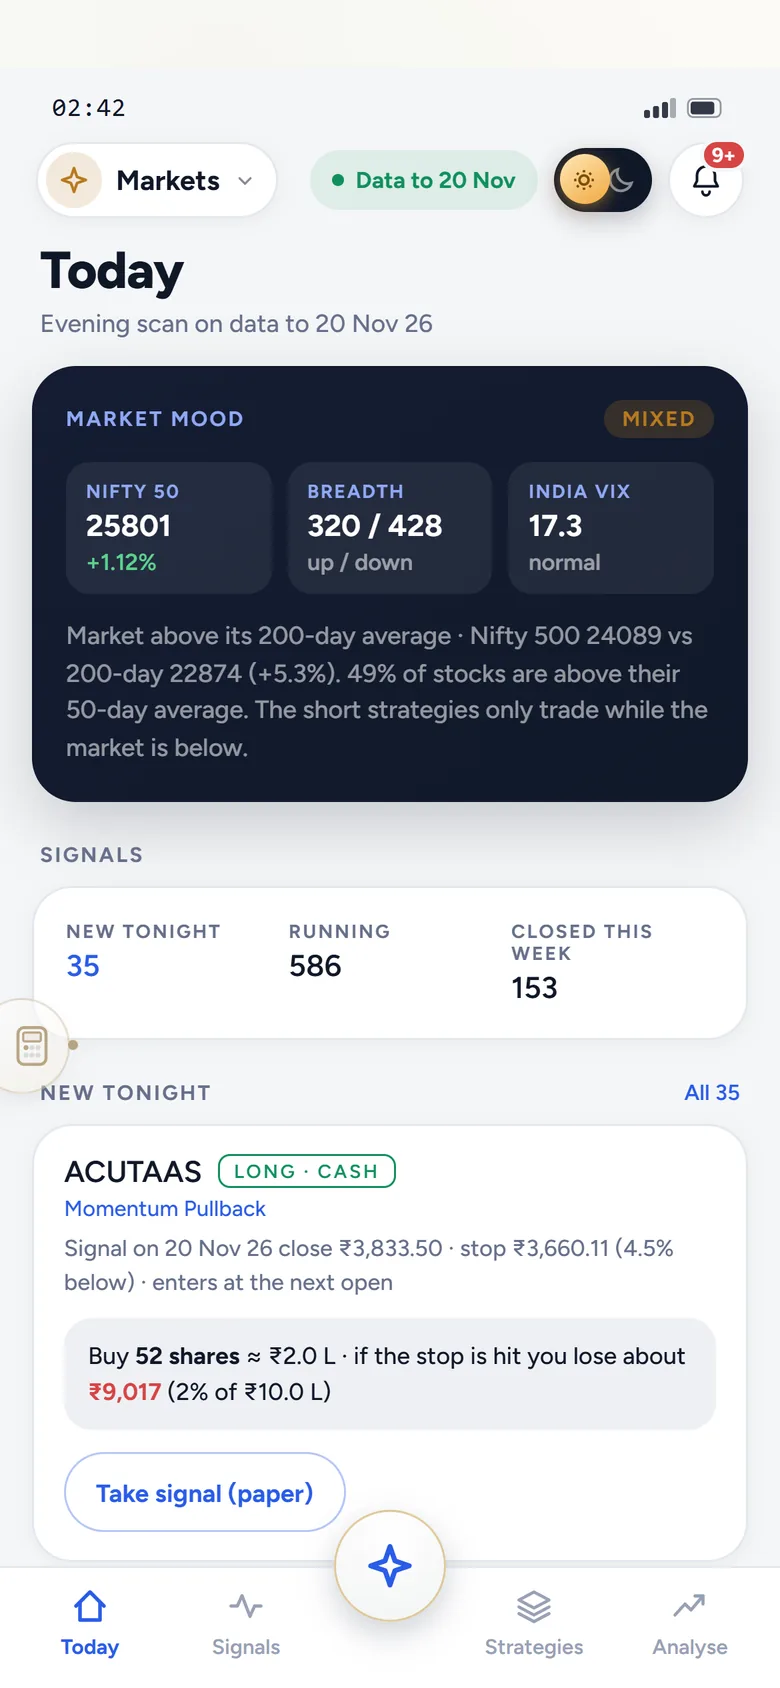 02:42
Markets
Data to 20 Nov
9+
Today
Evening scan on data to 20 Nov 26
MARKET MOOD
MIXED
NIFTY 50
25801
+1.12%
BREADTH
320 / 428
up / down
INDIA VIX
17.3
normal
Market above its 200-day average · Nifty 500 24089 vs
200-day 22874 (+5.3%). 49% of stocks are above their
50-day average. The short strategies only trade while the
market is below.
SIGNALS
NEW TONIGHT
35
RUNNING
586
CLOSED THIS
WEEK
153
NEW TONIGHT
All 35
ACUTAAS
LONG · CASH
Momentum Pullback
Signal on 20 Nov 26 close ₹3,833.50 · stop ₹3,660.11 (4.5%
below) · enters at the next open
Buy 52 shares ≈ ₹2.0 L · if the stop is hit you lose about
₹9,017 (2% of ₹10.0 L)
Take signal (paper)
Today
Signals
Strategies
Analyse